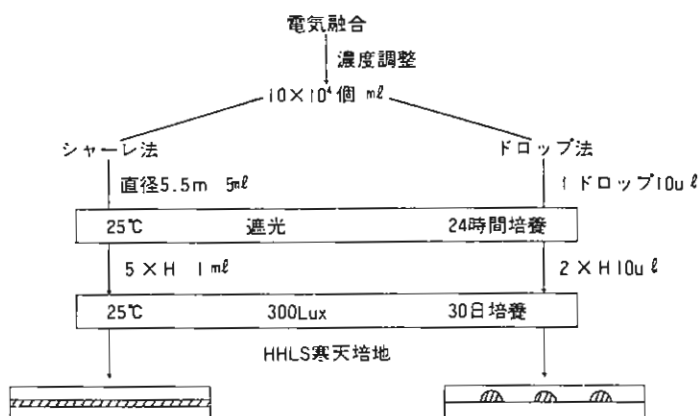 電気融合
濃度調整
10×10⁴個 ml
シャーレ法 ドロップ法
直径5.5m 5ml 1ドロップ10ul
25℃ 遮光 24時間培養
5×H 1ml 2×H10ul
25℃ 300Lux 30日培養
HHLS寒天培地